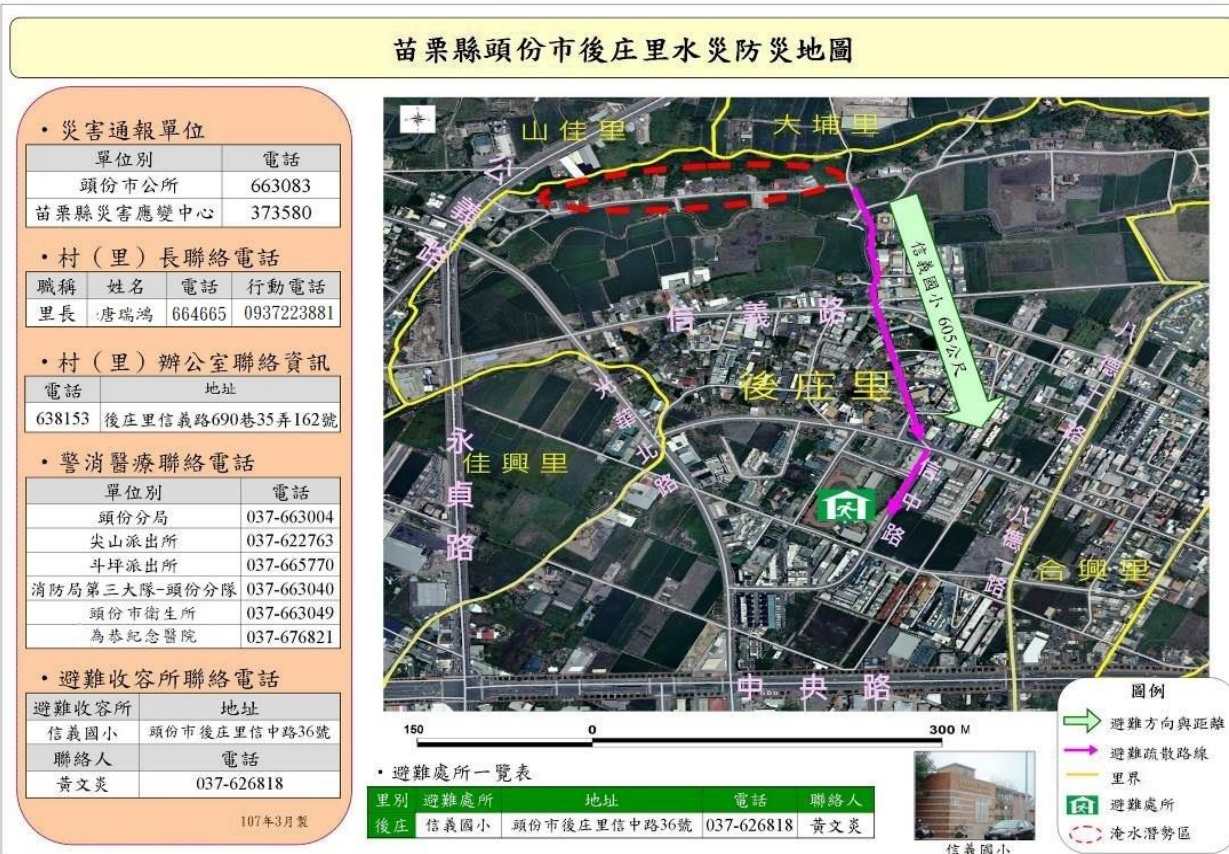 苗栗縣頭份市後庄里水災防災地圖
・災害通報單位
單位別 電話
頭份市公所 663083
苗栗縣災害應變中心 373580
・村（里）長聯絡電話
職稱 姓名 電話 行動電話
里長 唐瑞鴻 664665 0937223881
・村（里）辦公室聯絡資訊
電話 地址
638153 後庄里信義路690巷35弄162號
・警消醫療聯絡電話
單位別 電話
頭份分局 037-663004
尖山派出所 037-622763
斗坪派出所 037-665770
消防局第三大隊-頭份分隊 037-663040
頭份市衛生所 037-663049
為恭紀念醫院 037-676821
・避難收容所聯絡電話
避難收容所 地址
信義國小 頭份市後庄里信中路36號
聯絡人 電話
黃文炎 037-626818
107年3月製
山佳里
大埔里
公義路
信義國小 605公尺
信義路
後庄里
八德二路
光華北路
佳興里
永貞路
信中路
八德一路
合興里
中央路
150 0 300 M
・避難處所一覽表
里別 避難處所 地址 電話 聯絡人
後庄 信義國小 頭份市後庄里信中路36號 037-626818 黃文炎
信義國小
圖例
避難方向與距離
避難疏散路線
里界
避難處所
淹水潛勢區